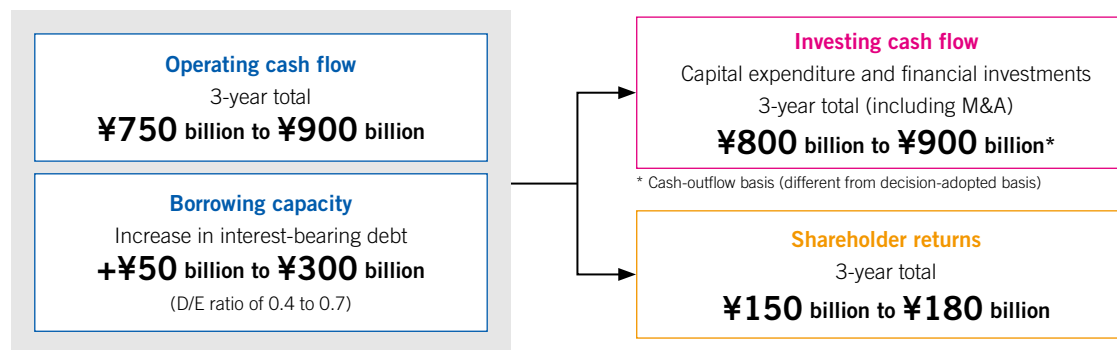 Operating cash flow
3-year total
¥750 billion to ¥900 billion
Borrowing capacity
Increase in interest-bearing debt
+¥50 billion to ¥300 billion
(D/E ratio of 0.4 to 0.7)
Investing cash flow
Capital expenditure and financial investments
3-year total (including M&A)
¥800 billion to ¥900 billion*
* Cash-outflow basis (different from decision-adopted basis)
Shareholder returns
3-year total
¥150 billion to ¥180 billion